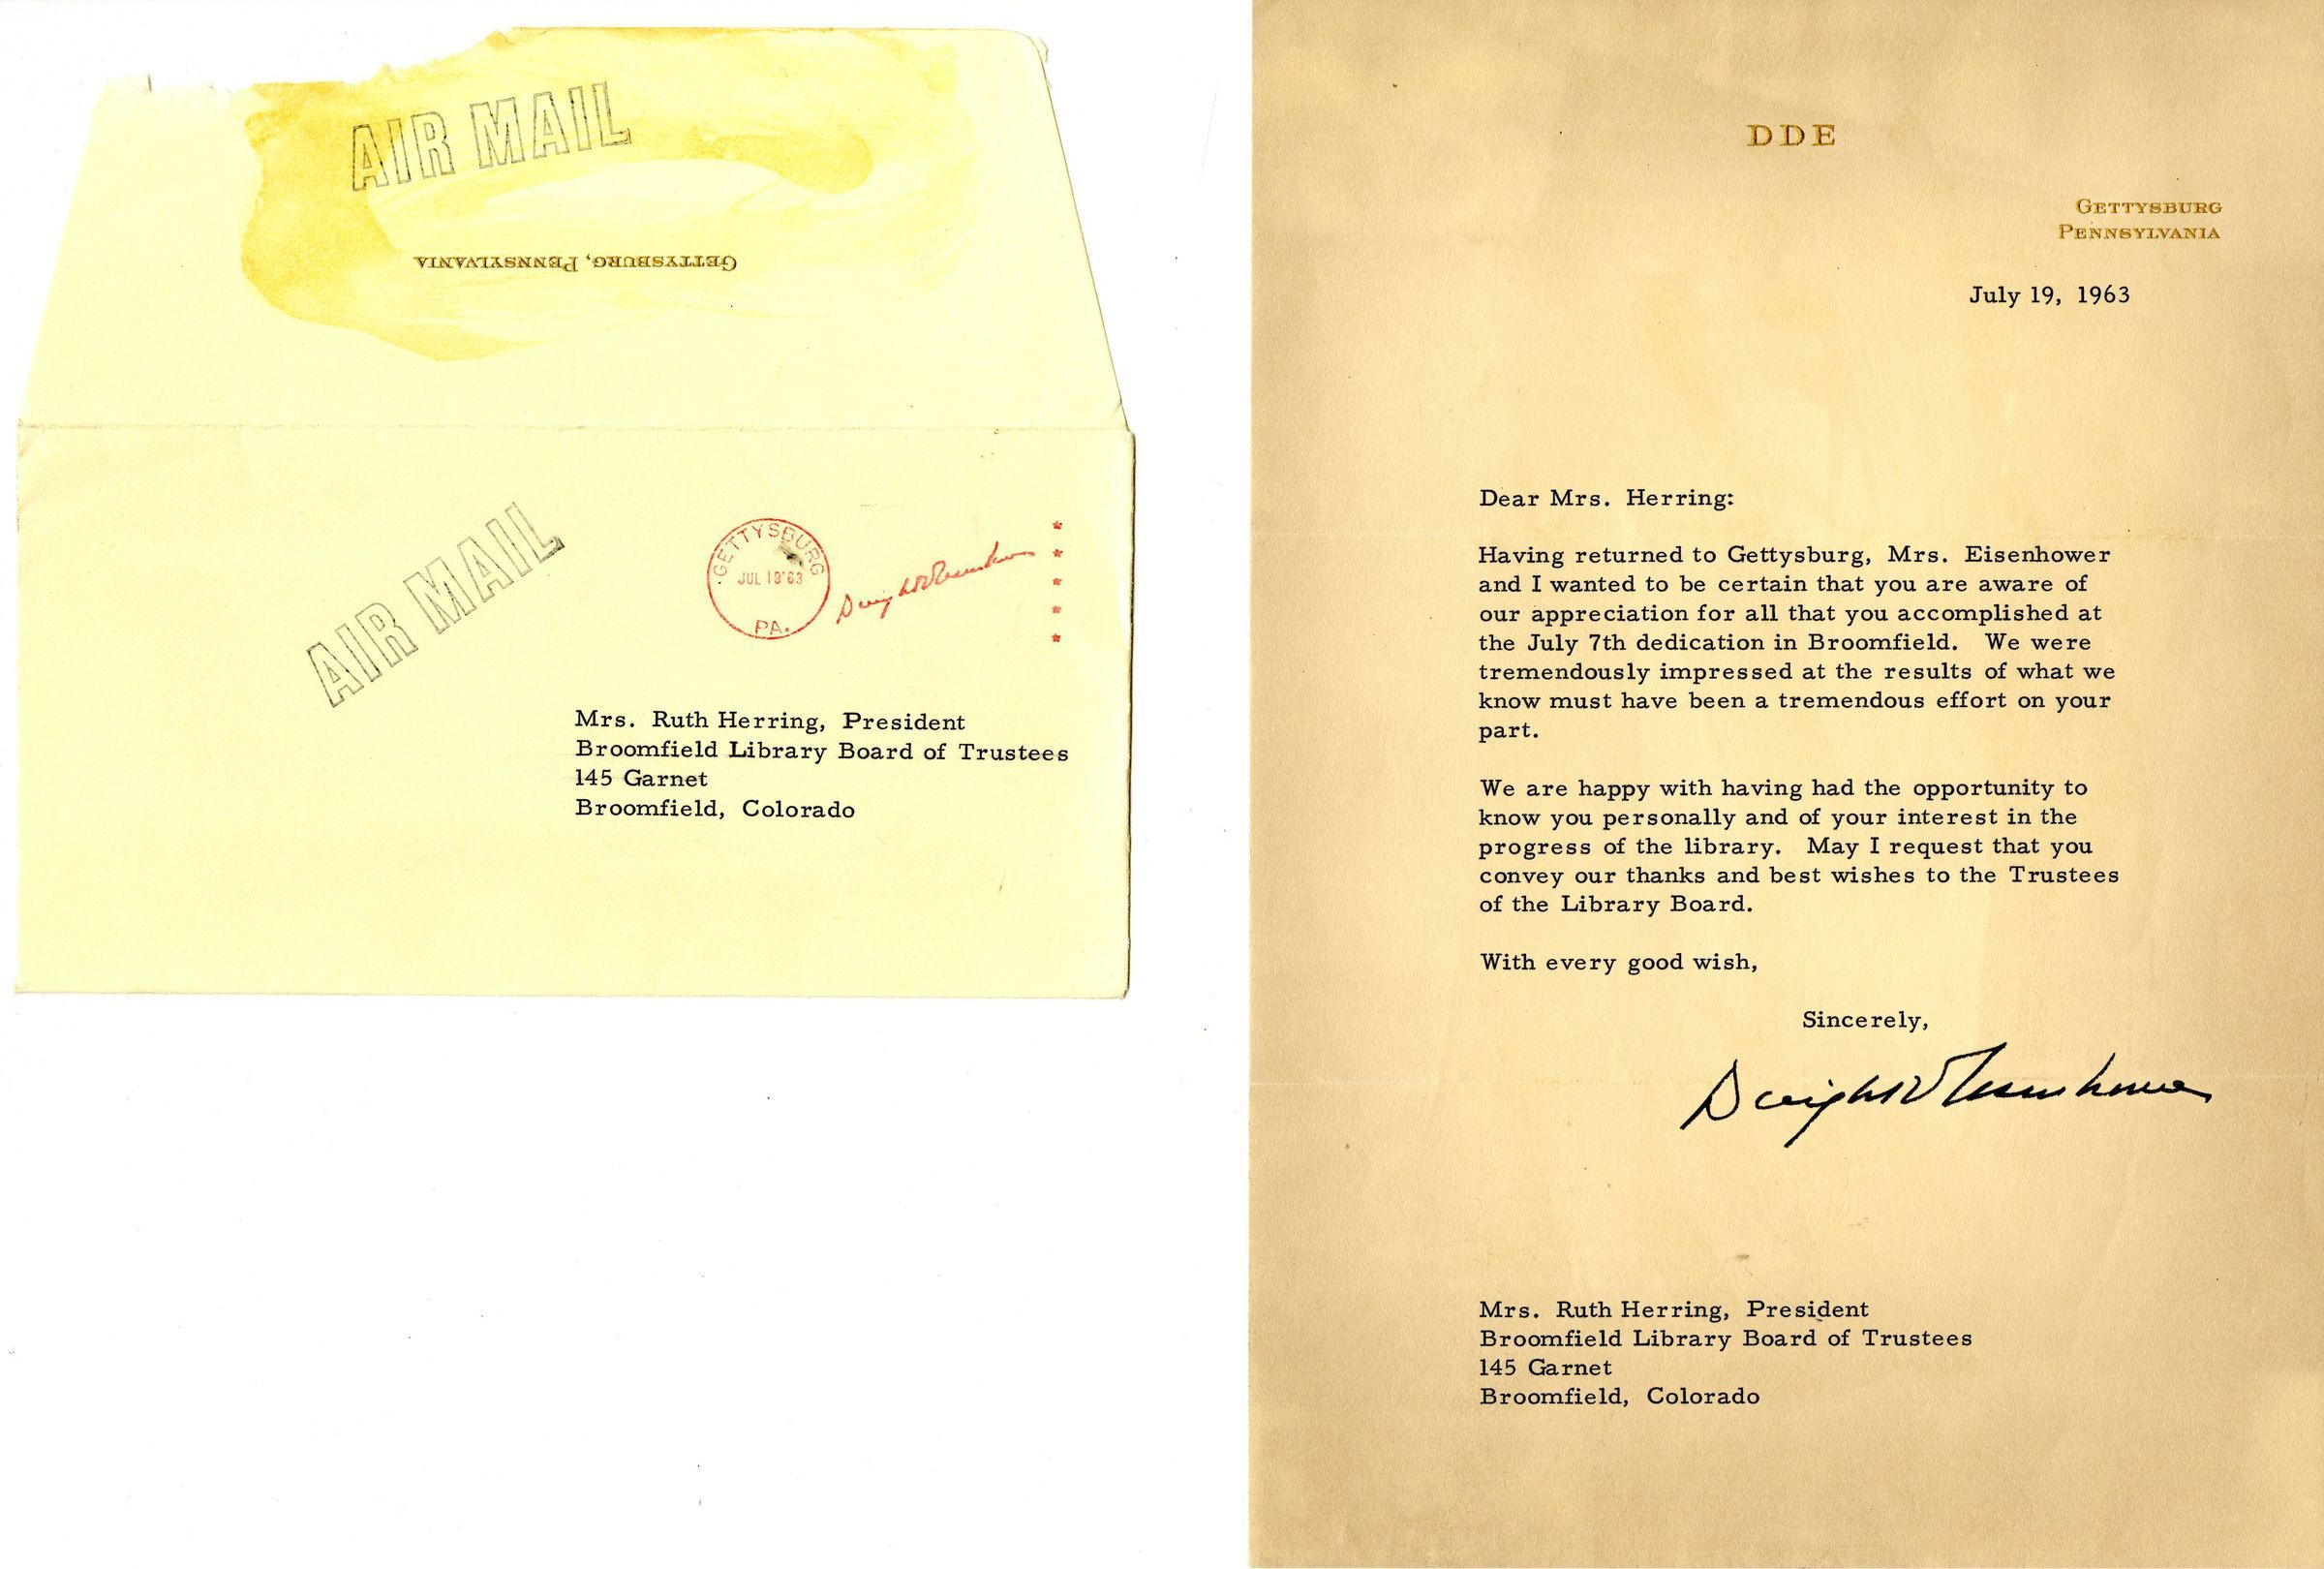 AIR MAIL
GETTYSBURG, PENNSYLVANIA
AIR MAIL
GETTYSBURG
JUL 19 '63
PA.
Dwight D Eisenhower
Mrs. Ruth Herring, President
Broomfield Library Board of Trustees
145 Garnet
Broomfield, Colorado
DDE
GETTYSBURG
PENNSYLVANIA
July 19, 1963
Dear Mrs. Herring:
Having returned to Gettysburg, Mrs. Eisenhower
and I wanted to be certain that you are aware of
our appreciation for all that you accomplished at
the July 7th dedication in Broomfield. We were
tremendously impressed at the results of what we
know must have been a tremendous effort on your
part.
We are happy with having had the opportunity to
know you personally and of your interest in the
progress of the library. May I request that you
convey our thanks and best wishes to the Trustees
of the Library Board.
With every good wish,
Sincerely,
Dwight D Eisenhower
Mrs. Ruth Herring, President
Broomfield Library Board of Trustees
145 Garnet
Broomfield, Colorado